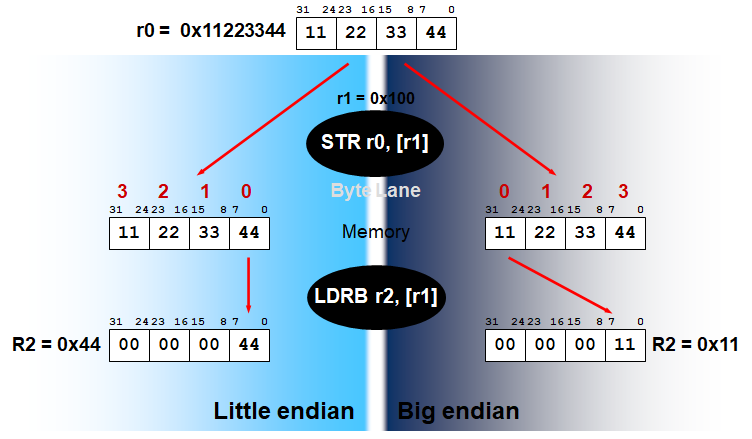 31 24 23 16 15 8 7 0
r0 = 0x11223344 11 22 33 44
r1 = 0x100
STR r0, [r1]
Byte Lane
3 2 1 0
0 1 2 3
31 24 23 16 15 8 7 0
31 24 23 16 15 8 7 0
11 22 33 44
Memory
11 22 33 44
LDRB r2, [r1]
31 24 23 16 15 8 7 0
31 24 23 16 15 8 7 0
R2 = 0x44 00 00 00 44
00 00 00 11 R2 = 0x11
Little endian
Big endian